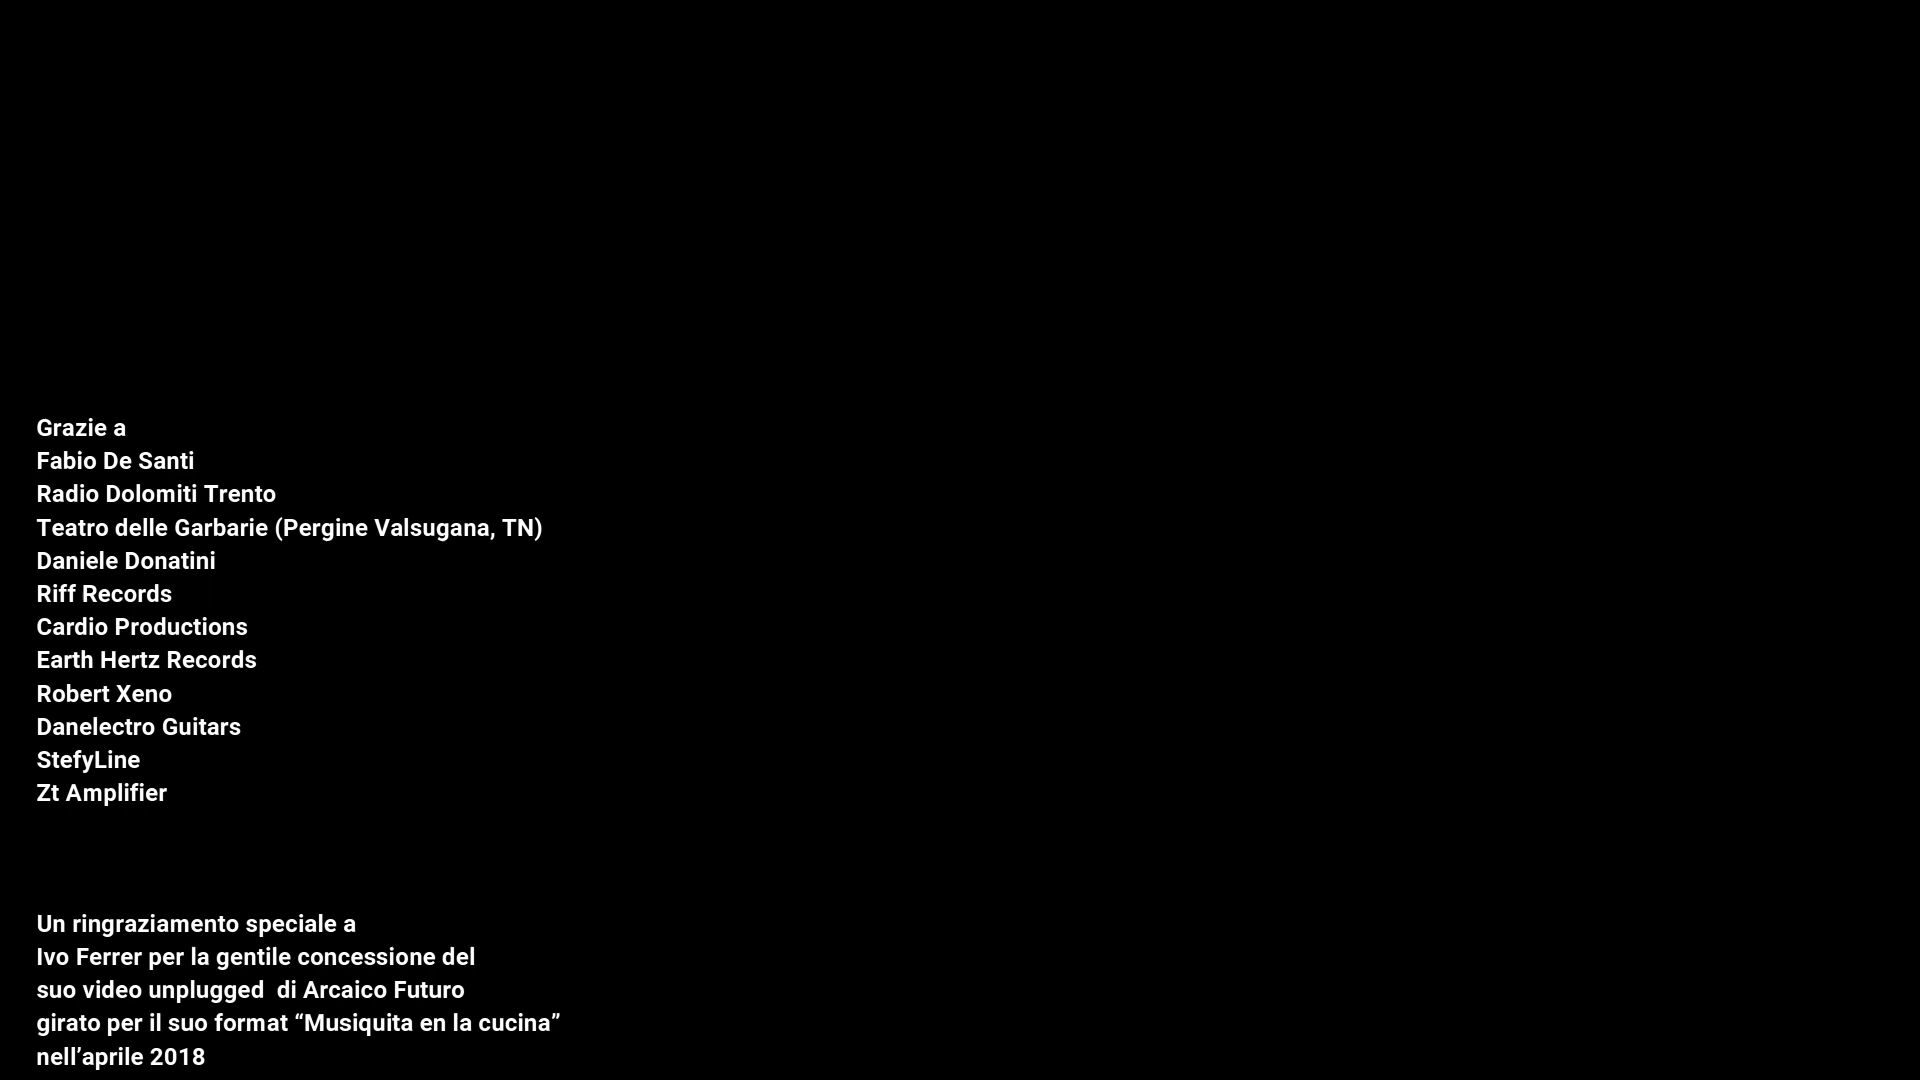 Grazie a
Fabio De Santi
Radio Dolomiti Trento
Teatro delle Garbarie (Pergine Valsugana, TN)
Daniele Donatini
Riff Records
Cardio Productions
Earth Hertz Records
Robert Xeno
Danelectro Guitars
StefyLine
Zt Amplifier
Un ringraziamento speciale a
Ivo Ferrer per la gentile concessione del
suo video unplugged  di Arcaico Futuro
girato per il suo format “Musiquita en la cucina”
nell’aprile 2018